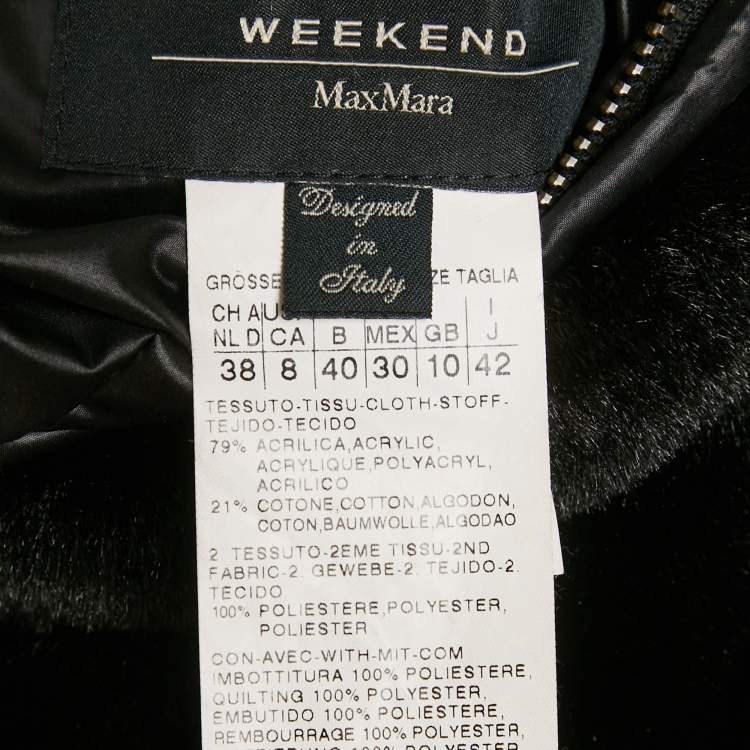 WEEKEND
MaxMara
Designed
in
Italy
GRÖSSE ZE TAGLIA
CH I
NL D CA B MEX GB J
38 8 40 30 10 42
TESSUTO-TISSU-CLOTH-STOFF-
TEJIDO-TECIDO
79% ACRILICA,ACRYLIC,
ACRYLIQUE,POLYACRYL,
ACRILICO
21% COTONE,COTTON,ALGODON,
COTON,BAUMWOLLE,ALGODAO
2. TESSUTO-2EME TISSU-2ND
FABRIC-2. GEWEBE-2. TEJIDO-2.
TECIDO
100% POLIESTERE,POLYESTER,
POLIESTER
CON-AVEC-WITH-MIT-COM
IMBOTTITURA 100% POLIESTERE,
QUILTING 100% POLYESTER,
EMBUTIDO 100% POLIESTER,
REMBOURRAGE 100% POLYESTER,